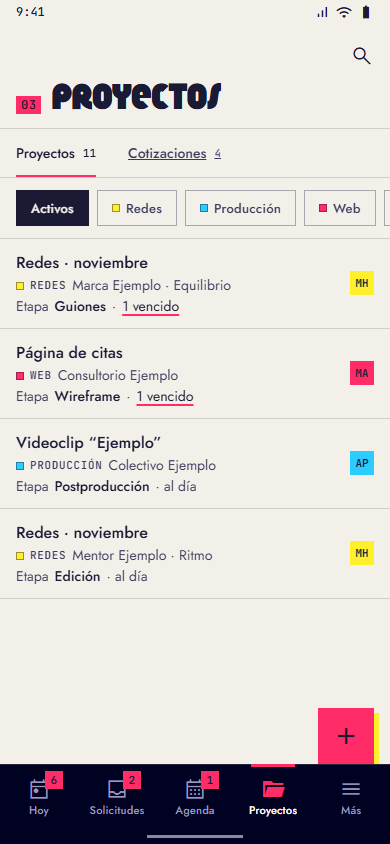 9:41
03 PROYECTOS
Proyectos 11 Cotizaciones 4
Activos Redes Producción Web
Redes · noviembre
REDES Marca Ejemplo · Equilibrio
MH
Etapa Guiones · 1 vencido
Página de citas
WEB Consultorio Ejemplo
MA
Etapa Wireframe · 1 vencido
Videoclip “Ejemplo”
PRODUCCIÓN Colectivo Ejemplo
AP
Etapa Postproducción · al día
Redes · noviembre
REDES Mentor Ejemplo · Ritmo
MH
Etapa Edición · al día
+
6 2 1
Hoy Solicitudes Agenda Proyectos Más